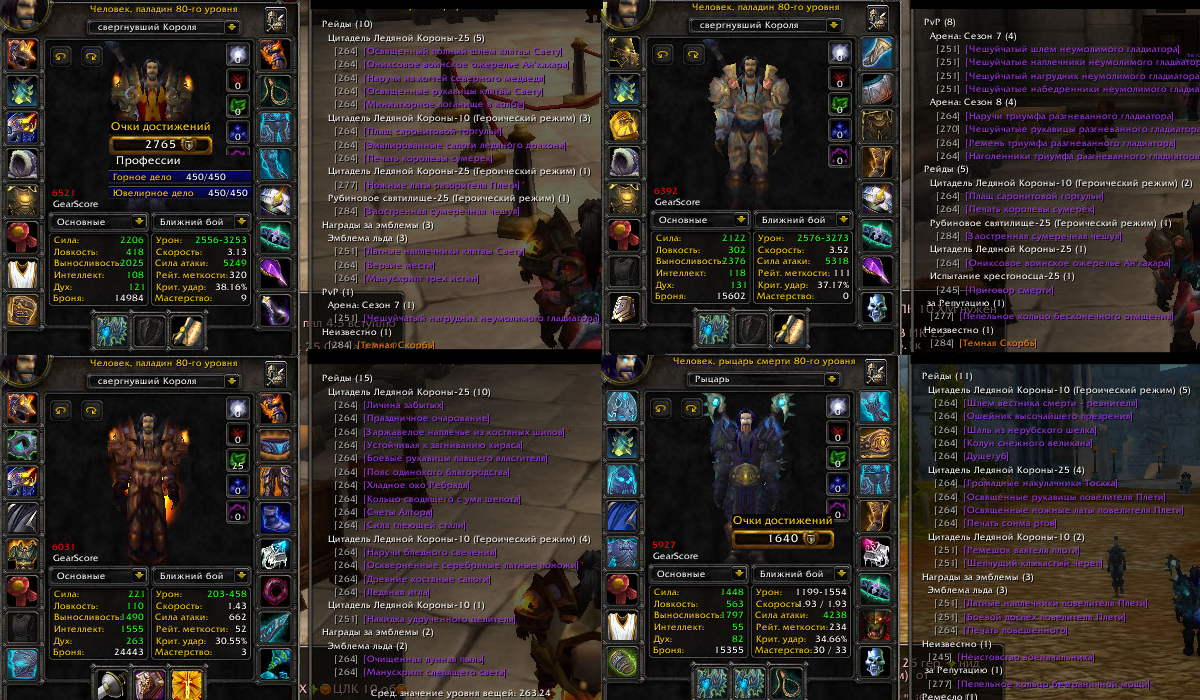 Человек, паладин 80-го уровня
свергнувший Короля
Очки достижений
2765
Профессии
Горное дело 450/450
Ювелирное дело 450/450
6521
GearScore
Основные
Ближний бой
Сила: 2206
Ловкость: 418
Выносливость:2025
Интеллект: 108
Дух: 121
Броня: 14984
Урон: 2556-3253
Скорость: 3.13
Сила атаки: 5249
Рейт. меткости:320
Крит. удар: 38.16%
Мастерство: 9
Рейды (10)
Цитадель Ледяной Короны-25 (5)
[264] [Освященный полный шлем клятвы Свету]
[264] [Ониксовое воинское ожерелье Ан'кахара]
[264] [Наручи из когтей северного медведя]
[264] [Освященные рукавицы клятвы Свету]
[264] [Миниатюрное поганище в колбе]
Цитадель Ледяной Короны-10 (Героический режим) (3)
[264] [Плащ саронитовой горгульи]
[264] [Эмалированные сапоги ледяного дракона]
[264] [Печать королевы сумерек]
Цитадель Ледяной Короны-25 (Героический режим) (1)
[277] [Ножные латы разорителя Плети]
Рубиновое святилище-25 (Героический режим) (1)
[284] [Заостренная сумеречная чешуя]
Награды за эмблемы (3)
Эмблема льда (3)
[251] [Латные наплечники клятвы Свету]
[264] [Вервие мести]
[264] [Манускрипт трех истин]
PvP (1)
Арена: Сезон 7 (1)
[251] [Чешуйчатый нагрудник неумолимого гладиатора]
Неизвестно (1)
[284] [Темная Скорбь]
Человек, паладин 80-го уровня
свергнувший Короля
6392
GearScore
Основные
Ближний бой
Сила: 2122
Ловкость: 302
Выносливость:2376
Интеллект: 118
Дух: 131
Броня: 15602
Урон: 2576-3273
Скорость: 3.52
Сила атаки: 5318
Рейт. меткости: 111
Крит. удар: 37.17%
Мастерство: 0
PvP (8)
Арена: Сезон 7 (4)
[251] [Чешуйчатый шлем неумолимого гладиатора]
[251] [Чешуйчатые наплечники неумолимого гладиатора
[251] [Чешуйчатый нагрудник неумолимого гладиатора]
[251] [Чешуйчатые набедренники неумолимого гладиа
Арена: Сезон 8 (4)
[264] [Наручи триумфа разгневанного гладиатора]
[270] [Чешуйчатые рукавицы разгневанного гладиатора
[264] [Ремень триумфа разгневанного гладиатора]
[264] [Наголенники триумфа разгневанного гладиатора
Рейды (5)
Цитадель Ледяной Короны-10 (Героический режим) (2)
[264] [Плащ саронитовой горгульи]
[264] [Печать королевы сумерек]
Рубиновое святилище-25 (Героический режим) (1)
[284] [Заостренная сумеречная чешуя]
Цитадель Ледяной Короны-25 (1)
[264] [Ониксовое воинское ожерелье Ан'кахара]
Испытание крестоносца-25 (1)
[245] [Приговор смерти]
за Репутацию (1)
[277] [Пепельное кольцо бесконечного отмщения]
Неизвестно (1)
[284] [Темная Скорбь]
Человек, паладин 80-го уровня
свергнувший Короля
25
6031
GearScore
Основные
Ближний бой
Сила: 221
Ловкость: 110
Выносливость:1490
Интеллект: 1555
Дух: 263
Броня: 24443
Урон: 203-458
Скорость: 1.43
Сила атаки: 662
Рейт. меткости: 52
Крит. удар: 30.55%
Мастерство: 3
Рейды (15)
Цитадель Ледяной Короны-25 (10)
[264] [Личина забытых]
[264] [Праздничное очарование]
[264] [Заржавелое наплечье из костяных шипов]
[264] [Устойчивая к загниванию кираса]
[264] [Боевые рукавицы павшего властителя]
[264] [Пояс одинокого благородства]
[264] [Хладное око Ребрада]
[264] [Кольцо сводящего с ума шепота]
[264] [Счеты Алтора]
[264] [Сила тлеющей стали]
Цитадель Ледяной Короны-10 (Героический режим) (4)
[264] [Наручи бледного свечения]
[264] [Оскверненные серебряные латные поножи]
[264] [Древние костяные сапоги]
[264] [Ледяная игла]
Цитадель Ледяной Короны-10 (1)
[251] [Находка удрученного целителя]
Награды за эмблемы (2)
Эмблема льда (2)
[264] [Очищенная лунная пыль]
[264] [Манускрипт слепящего света]
Сред. значение уровня вещей: 263.24
Человек, рыцарь смерти 80-го уровня
Рыцарь
Очки достижений
1640
5927
GearScore
Основные
Ближний бой
Сила: 1448
Ловкость: 563
Выносливость:1797
Интеллект: 55
Дух: 82
Броня: 15355
Урон: 1199-1554
Скорость:.93 / 1.93
Сила атаки: 4238
Рейт. меткости:234
Крит. удар: 34.66%
Мастерство:30 / 33
Рейды (11)
Цитадель Ледяной Короны-10 (Героический режим) (5)
[264] [Шлем вестника смерти - ревнителя]
[264] [Ошейник высочайшего презрения]
[264] [Шаль из нерубского шелка]
[264] [Колун снежного великана]
[264] [Душегуб]
Цитадель Ледяной Короны-25 (4)
[264] [Громадные накулачники Тоскка]
[264] [Освященные рукавицы повелителя Плети]
[264] [Освященные ножные латы повелителя Плети]
[264] [Печать сонма ргов]
Цитадель Ледяной Короны-10 (2)
[251] [Ремешок ваятеля плоти]
[251] [Шепчущий клыкастый череп]
Награды за эмблемы (3)
Эмблема льда (3)
[251] [Латные наплечники повелителя Плети]
[251] [Боевой доспех повелителя Плети]
[264] [Печать повешенного]
Неизвестно (1)
[245] [Неистовство военачальника]
за Репутацию (1)
[277] [Пепельное кольцо безграничной мощи]
Ремесло (1)